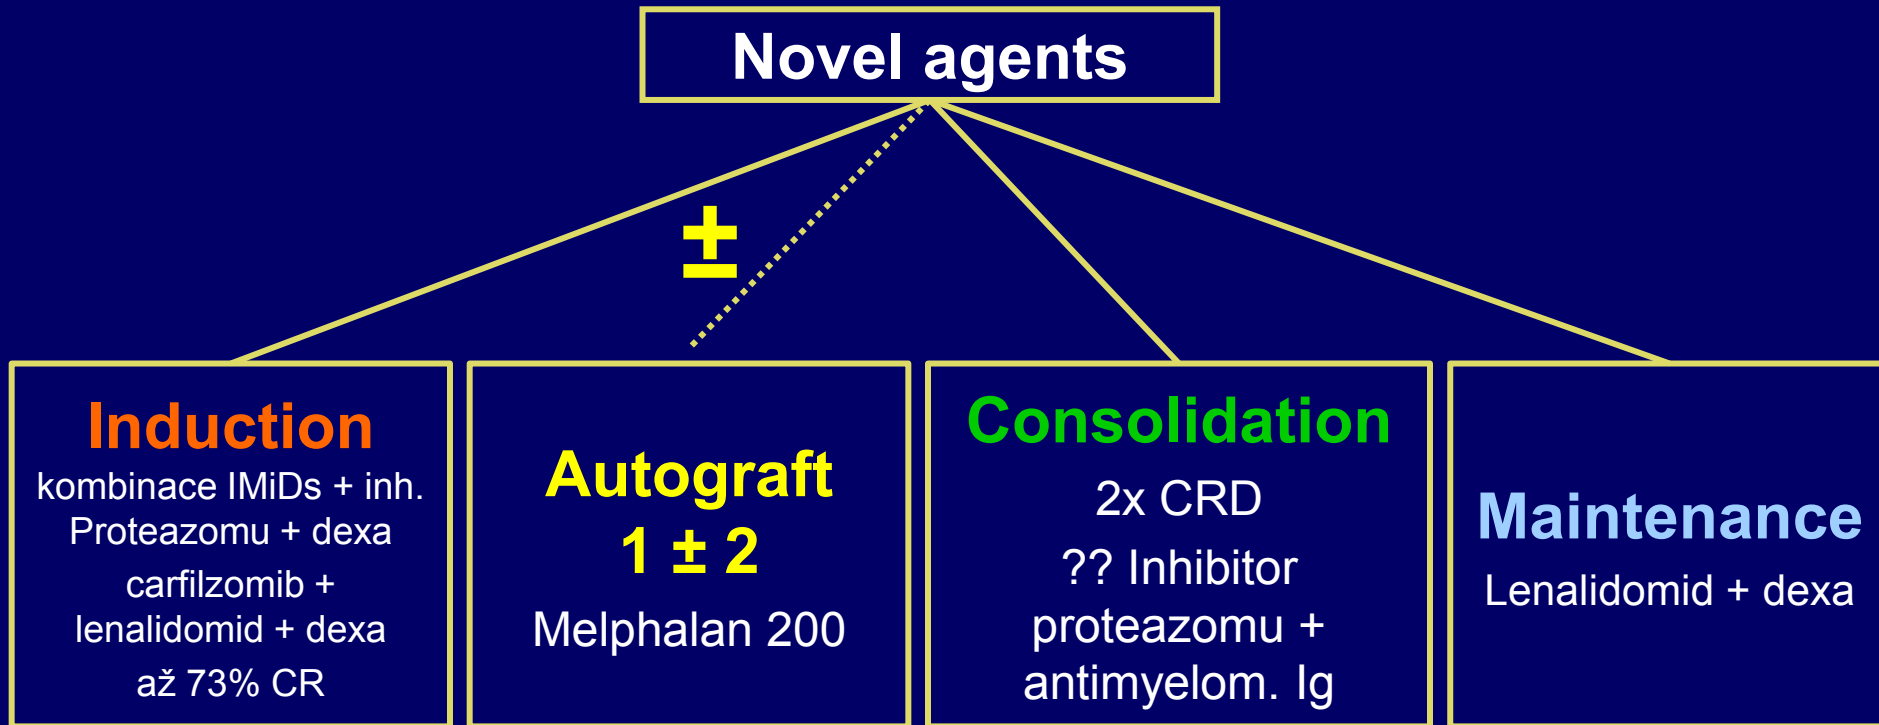 Novel agents
±
Induction
kombinace IMiDs + inh.
Proteazomu + dexa
carfilzomib +
lenalidomid + dexa
až 73% CR
Autograft
1 ± 2
Melphalan 200
Consolidation
2x CRD
?? Inhibitor
proteazomu +
antimyelom. Ig
Maintenance
Lenalidomid + dexa